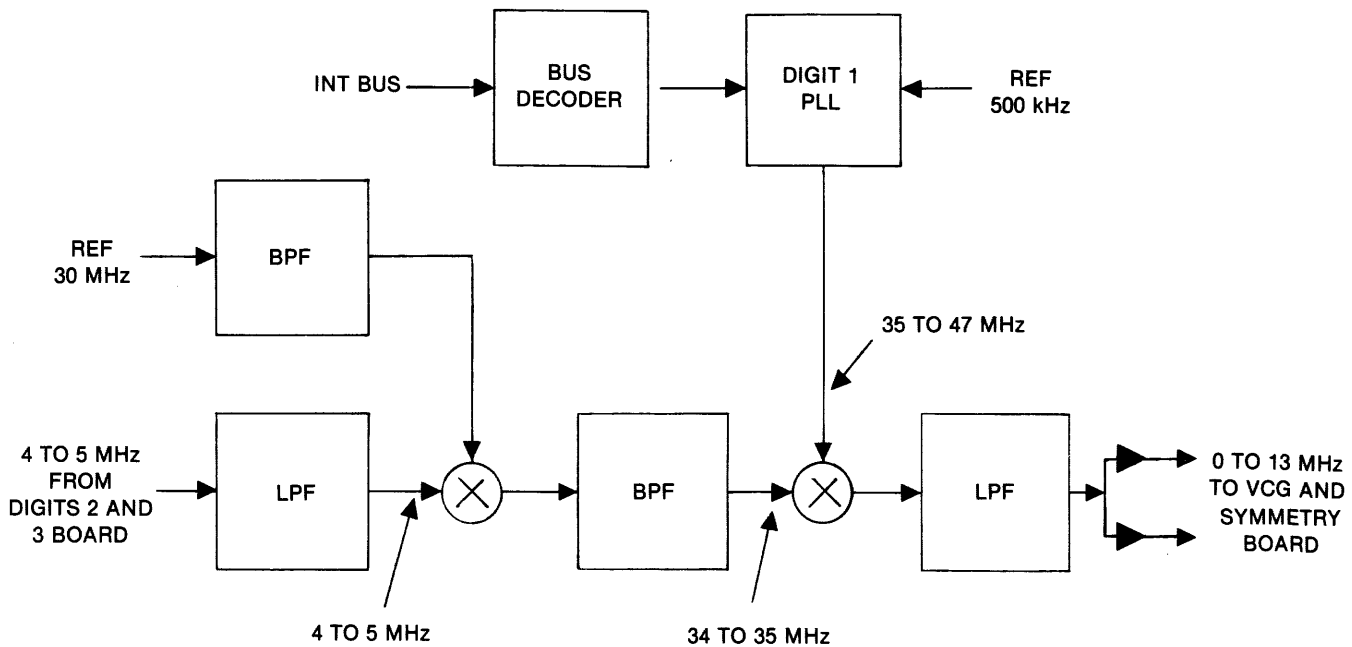 INT BUS
BUS
DECODER
DIGIT 1
PLL
REF
500 kHz
REF
30 MHz
BPF
35 TO 47 MHz
4 TO 5 MHz
FROM
DIGITS 2 AND
3 BOARD
LPF
BPF
LPF
0 TO 13 MHz
TO VCG AND
SYMMETRY
BOARD
4 TO 5 MHz
34 TO 35 MHz